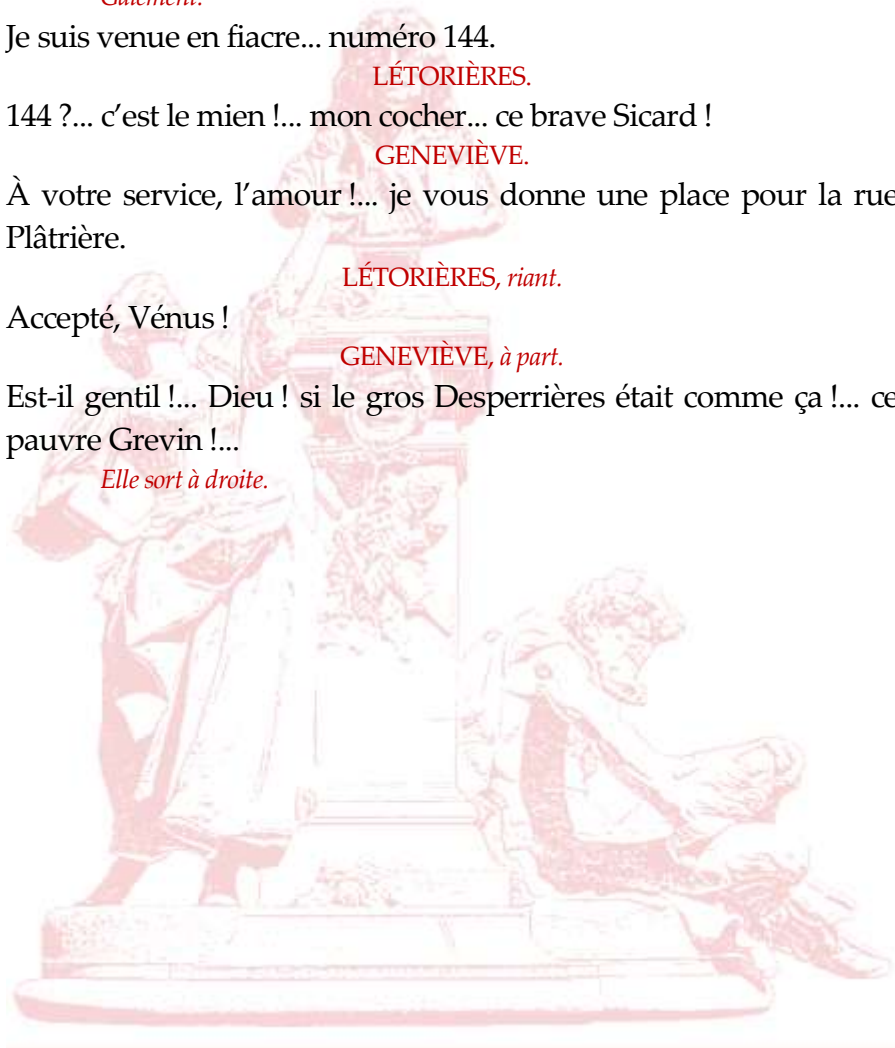 Gaiement.
Je suis venue en fiacre... numéro 144.
LÉTORIÈRES.
144 ?... c’est le mien !... mon cocher... ce brave Sicard !
GENEVIÈVE.
À votre service, l’amour !... je vous donne une place pour la rue
Plâtrière.
LÉTORIÈRES, riant.
Accepté, Vénus !
GENEVIÈVE, à part.
Est-il gentil !... Dieu ! si le gros Desperrières était comme ça !... ce
pauvre Grevin !...
Elle sort à droite.